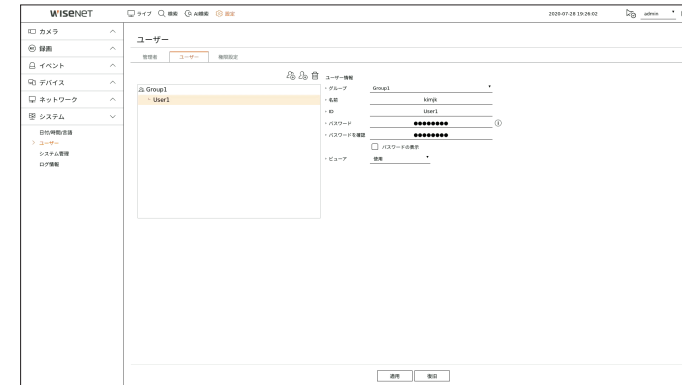 WISENET
ライブ 検索 AI検索 設定
2020-07-28 19:26:02 admin
カメラ
録画
イベント
デバイス
ネットワーク
システム
日付/時間/言語
ユーザー
システム管理
ログ情報
ユーザー
管理者 ユーザー 権限設定
Group1
User1
ユーザー情報
グループ Group1
名前 kimjk
ID User1
パスワード ●●●●●●●●
パスワードを確認 ●●●●●●●●
パスワードの表示
ビューア 使用
適用 復旧